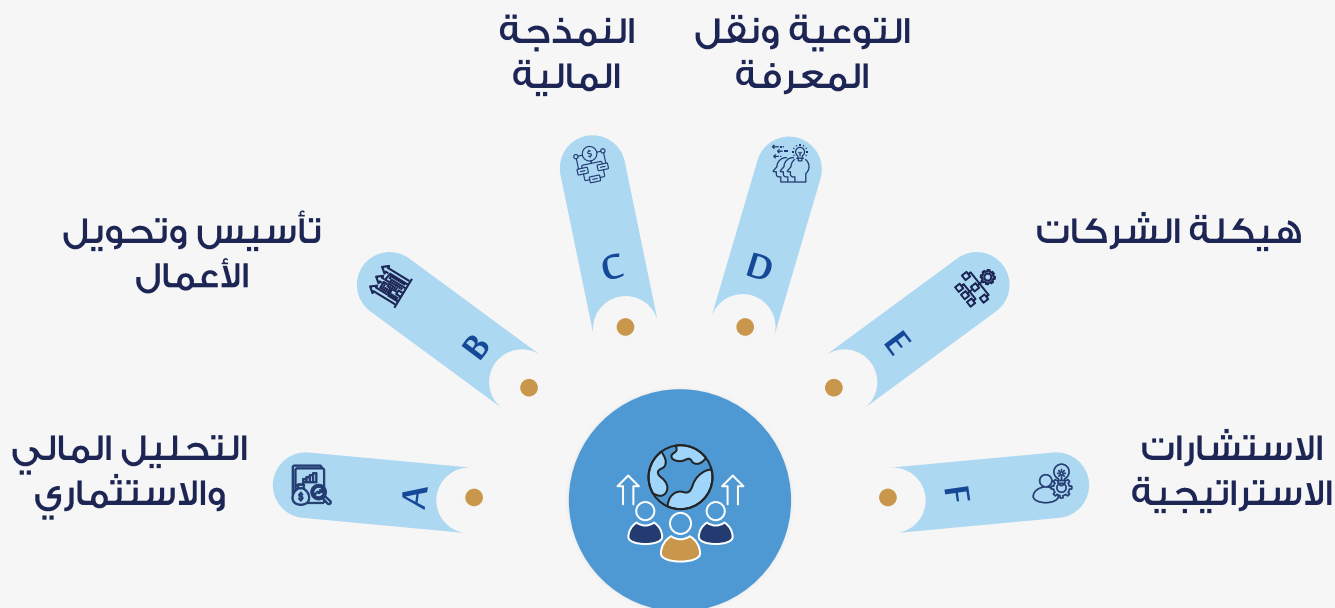 النمذجة
المالية
التوعية ونقل
المعرفة
تأسيس وتحويل
الأعمال
هيكلة الشركات
التحليل المالي
والاستثماري
الاستشارات
الاستراتيجية
A
B
C
D
E
F